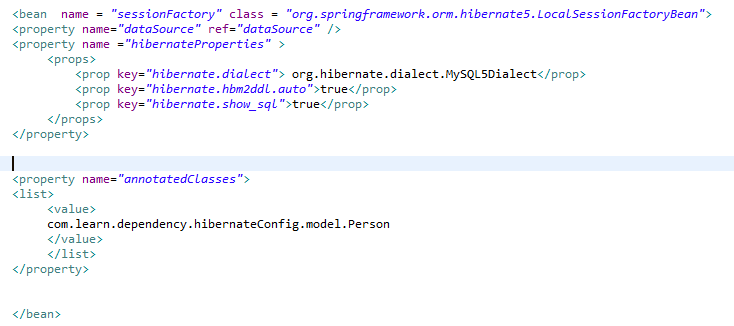 <bean  name = "sessionFactory" class = "org.springframework.orm.hibernate5.LocalSessionFactoryBean">
<property name="dataSource" ref="dataSource" />
<property name ="hibernateProperties" >
     <props>
         <prop key="hibernate.dialect"> org.hibernate.dialect.MySQL5Dialect</prop>
         <prop key="hibernate.hbm2ddl.auto">true</prop>
         <prop key="hibernate.show_sql">true</prop>
     </props>
</property>
<property name="annotatedClasses">
<list>
     <value>
     com.learn.dependency.hibernateConfig.model.Person
     </value>
     </list>
</property>
</bean>